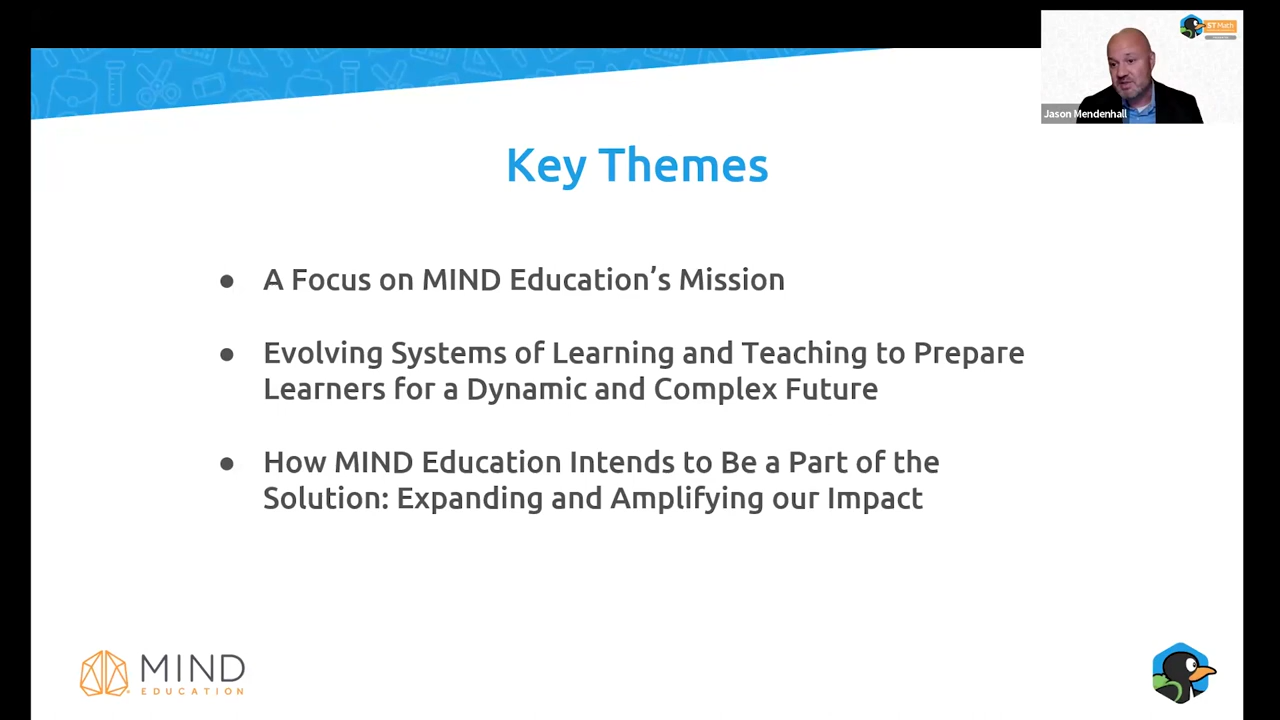 ST Math
Jason Mendenhall
Key Themes
● A Focus on MIND Education’s Mission
● Evolving Systems of Learning and Teaching to Prepare
Learners for a Dynamic and Complex Future
● How MIND Education Intends to Be a Part of the
Solution: Expanding and Amplifying our Impact
MIND
EDUCATION